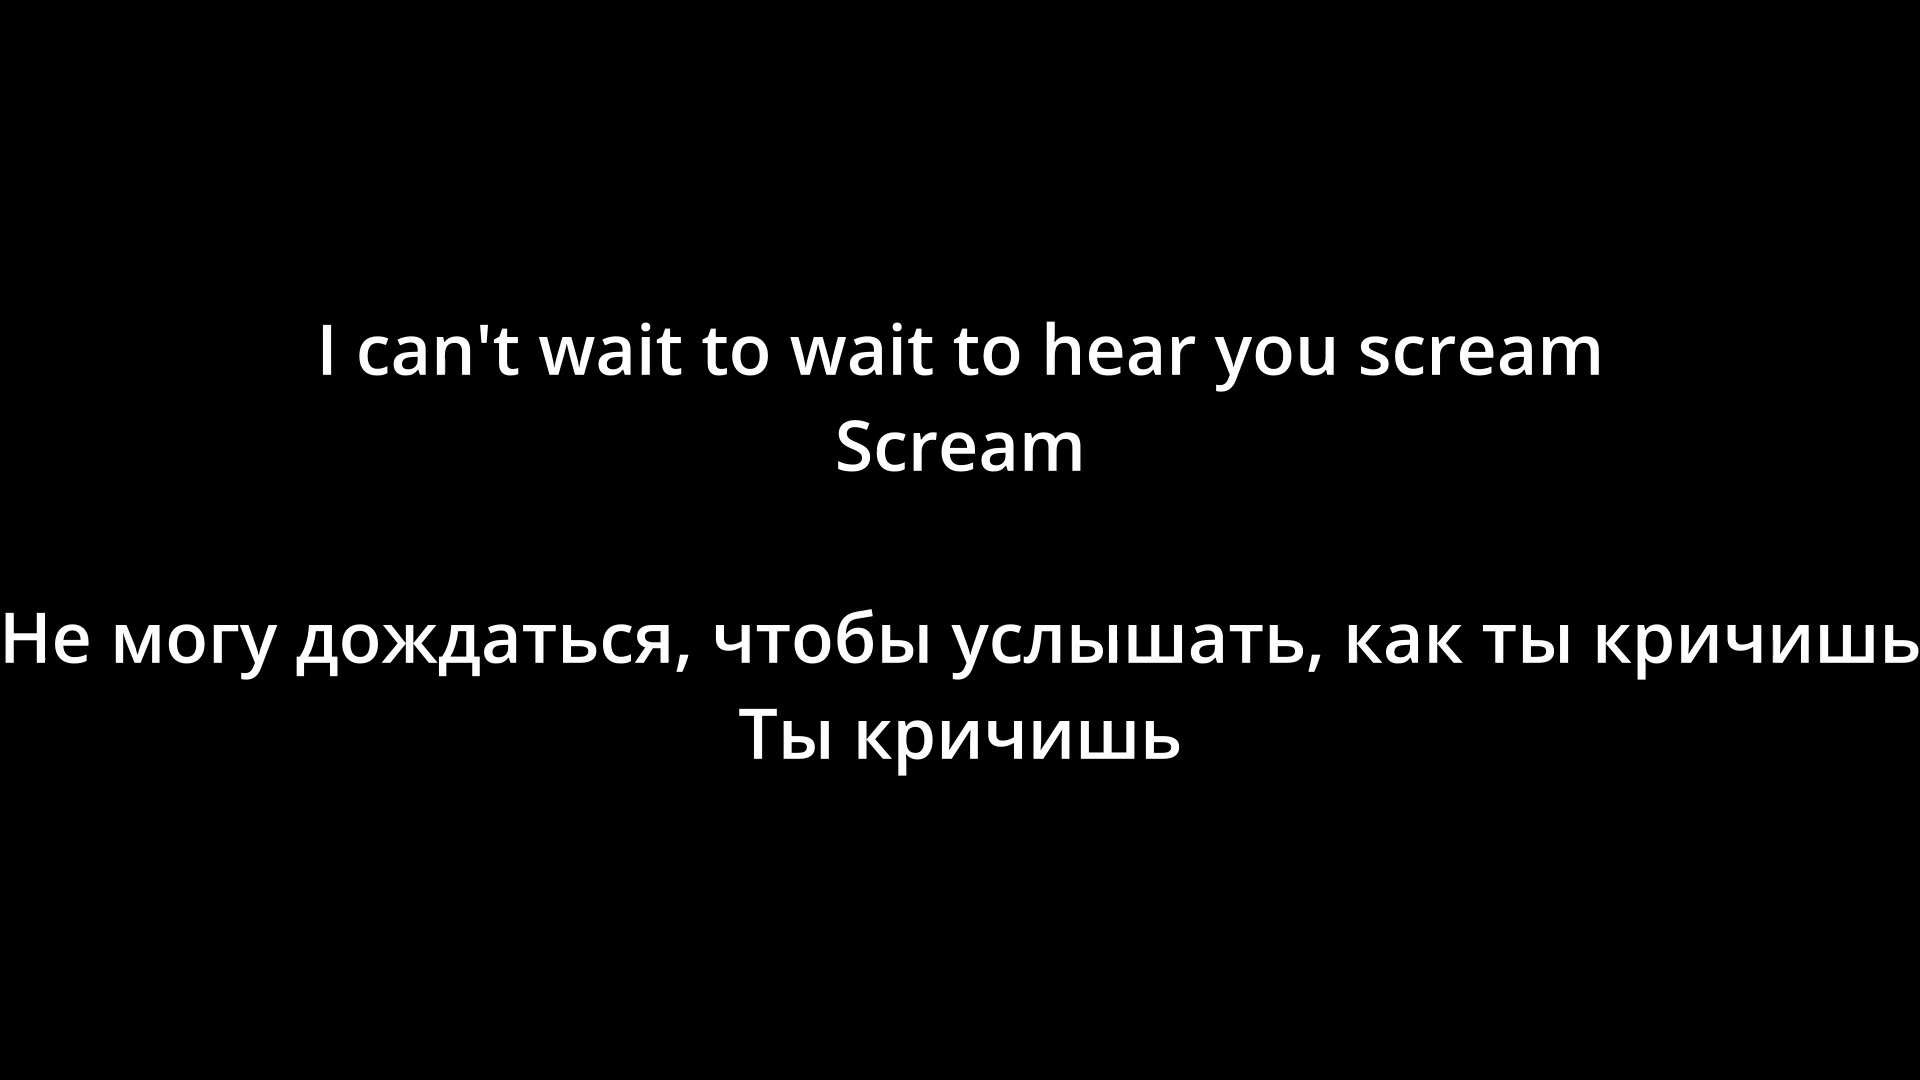 I can't wait to wait to hear you scream
Scream
Не могу дождаться, чтобы услышать, как ты кричишь
Ты кричишь